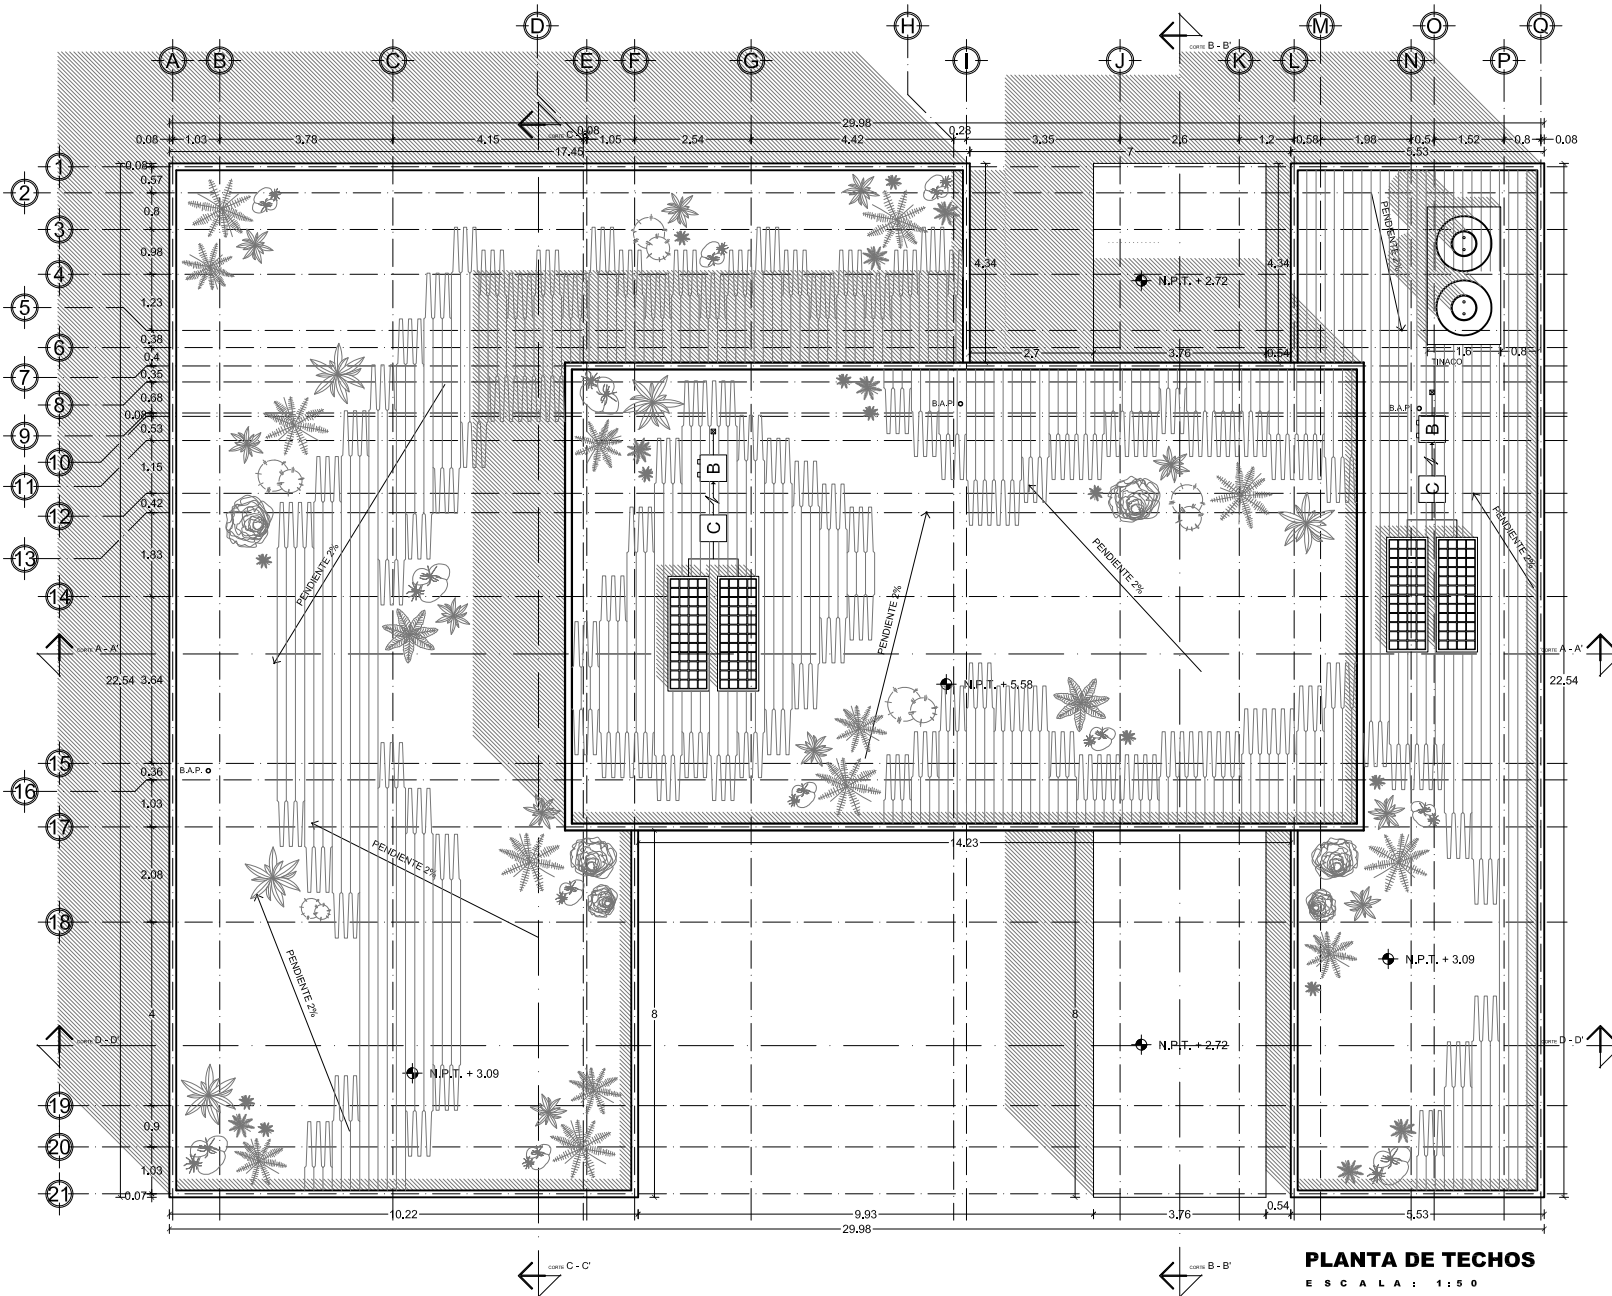 D
H
M
O
Q
CORTE B - B'
A
B
C
E
F
G
I
J
K
L
N
P
29.98
CORTE C - C'
0.08
0.08
1.03
3.78
4.15
1.05
2.54
4.42
0.28
3.35
2.6
1.2
0.58
1.98
0.5
1.52
0.8
0.08
17.45
7
5.53
1
0.08
2
0.57
0.8
PENDIENTE 2%
3
0.98
4
4.34
4.34
N.P.T. + 2.72
1.23
5
0.38
6
0.4
2.7
3.76
0.54
1.6
0.8
TINACO
7
0.35
8
0.68
B.A.P.
B.A.P.
0.08
9
0.53
B
10
1.15
B
11
C
0.42
12
C
1.83
13
PENDIENTE 2%
PENDIENTE 2%
PENDIENTE 2%
14
PENDIENTE 2%
CORTE A - A'
CORTE A - A'
22.54
3.64
N.P.T. + 5.58
22.54
15
0.36
B.A.P.
16
1.03
17
14.23
PENDIENTE 2%
2.08
18
N.P.T. + 3.09
PENDIENTE 2%
4
8
8
CORTE D - D'
N.P.T. + 2.72
CORTE D - D'
N.P.T. + 3.09
19
0.9
20
1.03
21
0.07
10.22
9.93
3.76
0.54
5.53
29.98
CORTE C - C'
CORTE B - B'
PLANTA DE TECHOS
ESCALA : 1:50